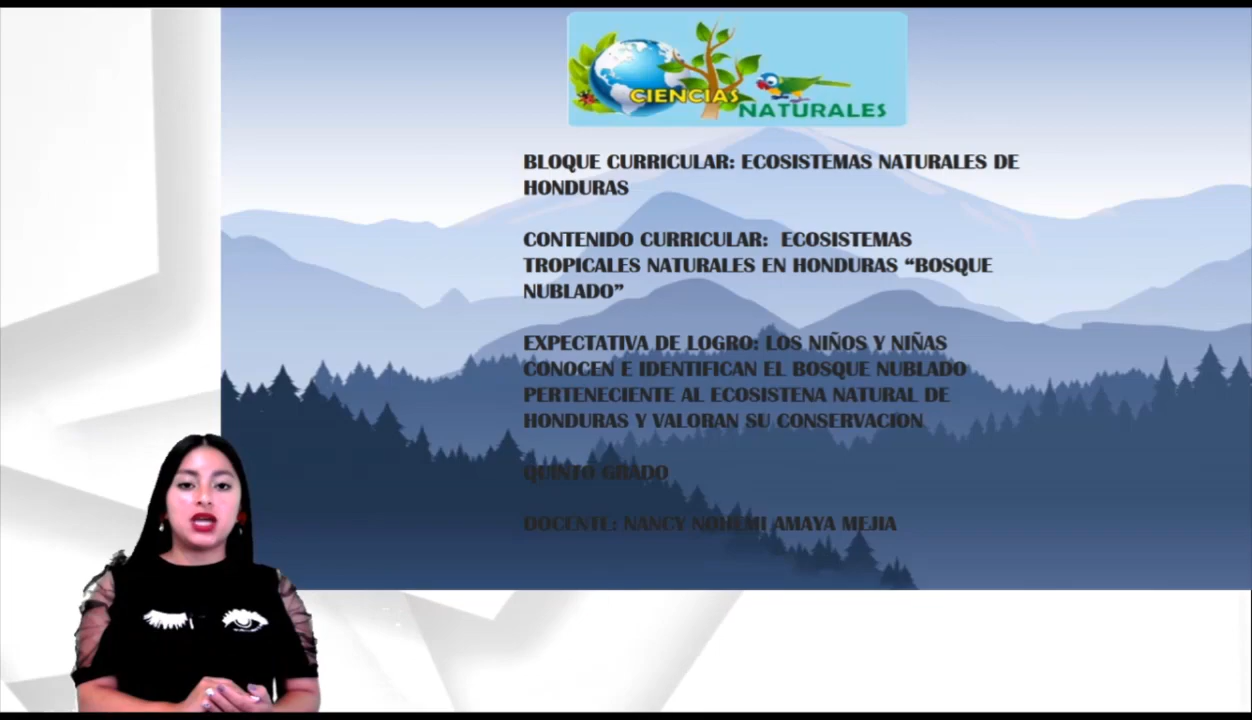 CIENCIAS
NATURALES
BLOQUE CURRICULAR: ECOSISTEMAS NATURALES DE
HONDURAS
CONTENIDO CURRICULAR: ECOSISTEMAS
TROPICALES NATURALES EN HONDURAS “BOSQUE
NUBLADO”
EXPECTATIVA DE LOGRO: LOS NIÑOS Y NIÑAS
CONOCEN E IDENTIFICAN EL BOSQUE NUBLADO
PERTENECIENTE AL ECOSISTENA NATURAL DE
HONDURAS Y VALORAN SU CONSERVACION
QUINTO GRADO
DOCENTE: NANCY NOHEMI AMAYA MEJIA